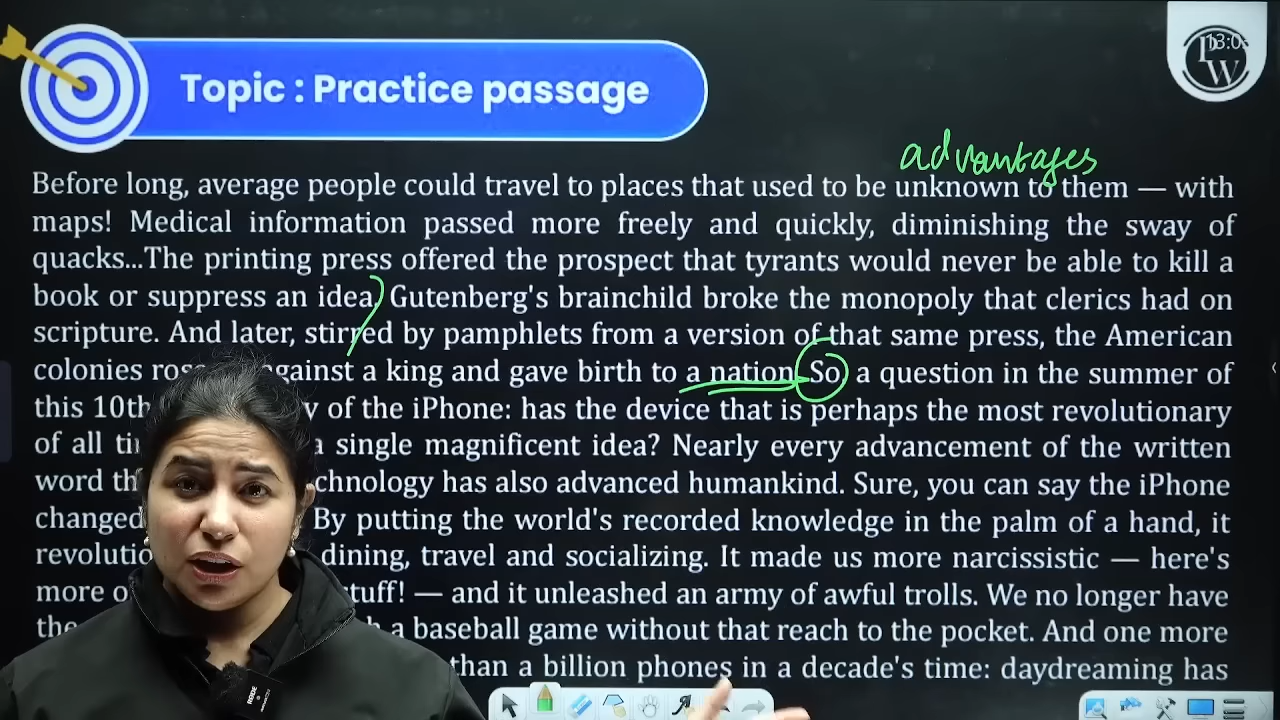 13:0
PW
Topic : Practice passage
advantages
Before long, average people could travel to places that used to be unknown to them — with
maps! Medical information passed more freely and quickly, diminishing the sway of
quacks...The printing press offered the prospect that tyrants would never be able to kill a
book or suppress an idea. Gutenberg's brainchild broke the monopoly that clerics had on
scripture. And later, stirred by pamphlets from a version of that same press, the American
colonies rose against a king and gave birth to a nation. So a question in the summer of
this 10th of the iPhone: has the device that is perhaps the most revolutionary
of all a single magnificent idea? Nearly every advancement of the written
word has also advanced humankind. Sure, you can say the iPhone
changed By putting the world's recorded knowledge in the palm of a hand, it
dining, travel and socializing. It made us more narcissistic — here's
more stuff! — and it unleashed an army of awful trolls. We no longer have
the a baseball game without that reach to the pocket. And one more
than a billion phones in a decade's time: daydreaming has